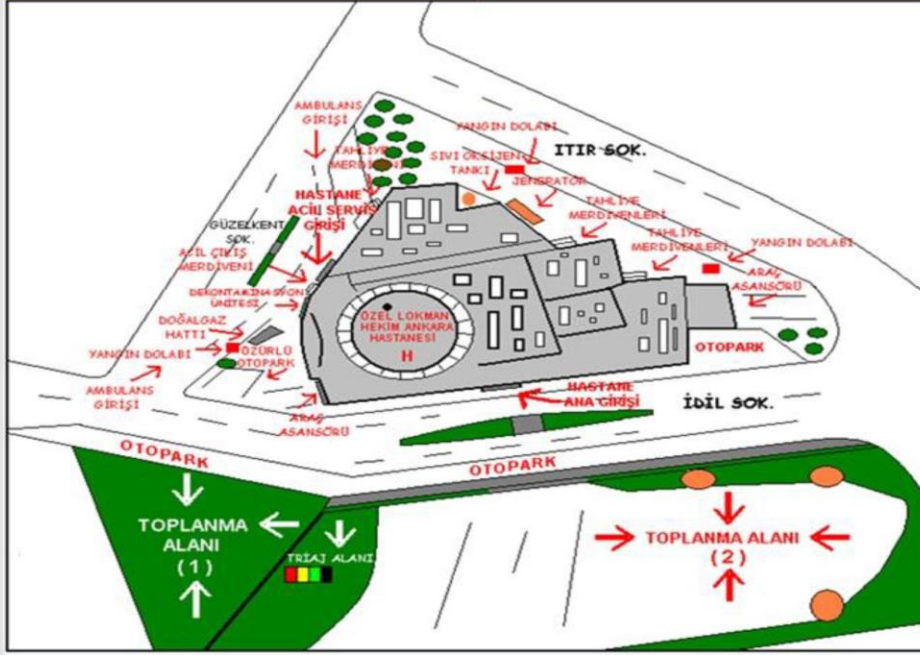 AMBULANS
GİRİŞİ
YANGIN DOLABI
ITIR SOK.
TAHLİYE
MERDİVENİ
SIVI OKSİJEN
TANKI
JENERATÖR
HASTANE
ACİL SERVİS
GİRİŞİ
TAHLİYE
MERDİVENLERİ
GÜZELKENT
SOK.
TAHLİYE
MERDİVENLERİ
YANGIN DOLABI
ACİL ÇIKIŞ
MERDİVENİ
ARAÇ
ASANSÖRÜ
DEKONTAMİNASYON
ÜNİTESİ
DOĞALGAZ
HATTI
ÖZEL LOKMAN
HEKİM ANKARA
HASTANESİ
H
YANGIN DOLABI
ÖZÜRLÜ
OTOPARK
OTOPARK
AMBULANS
GİRİŞİ
HASTANE
ANA GİRİŞİ
İDİL SOK.
ARAÇ
ASANSÖRÜ
OTOPARK
OTOPARK
TOPLANMA
ALANI
(1)
TRİAJ ALANI
TOPLANMA ALANI
(2)